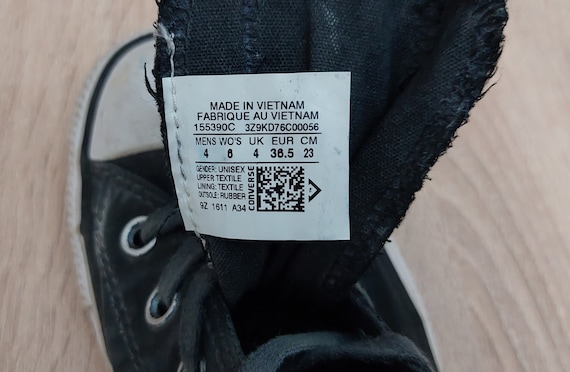 MADE IN VIETNAM
FABRIQUE AU VIETNAM
155390C 3Z9KD76C00056
MENS WO'S UK EUR CM
4 6 4 36.5 23
GENDER: UNISEX
UPPER TEXTILE
LINING: TEXTILE
OUTSOLE: RUBBER
9Z 1611 A34
CONVERSE